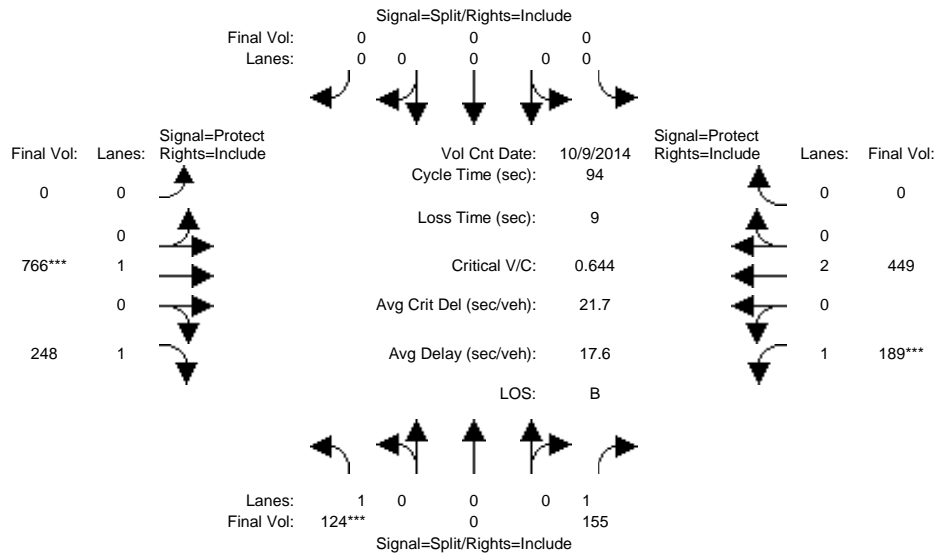 Signal=Split/Rights=Include
Final Vol: 0 0 0
Lanes: 0 0 0 0 0
Signal=Protect
Final Vol: Lanes: Rights=Include
Vol Cnt Date: 10/9/2014
Signal=Protect
Rights=Include Lanes: Final Vol:
Cycle Time (sec): 94
0 0
0 0
Loss Time (sec): 9
0
0
766*** 1
Critical V/C: 0.644
2 449
0
Avg Crit Del (sec/veh): 21.7
0
248 1
Avg Delay (sec/veh): 17.6
1 189***
LOS: B
Lanes: 1 0 0 0 1
Final Vol: 124*** 0 155
Signal=Split/Rights=Include